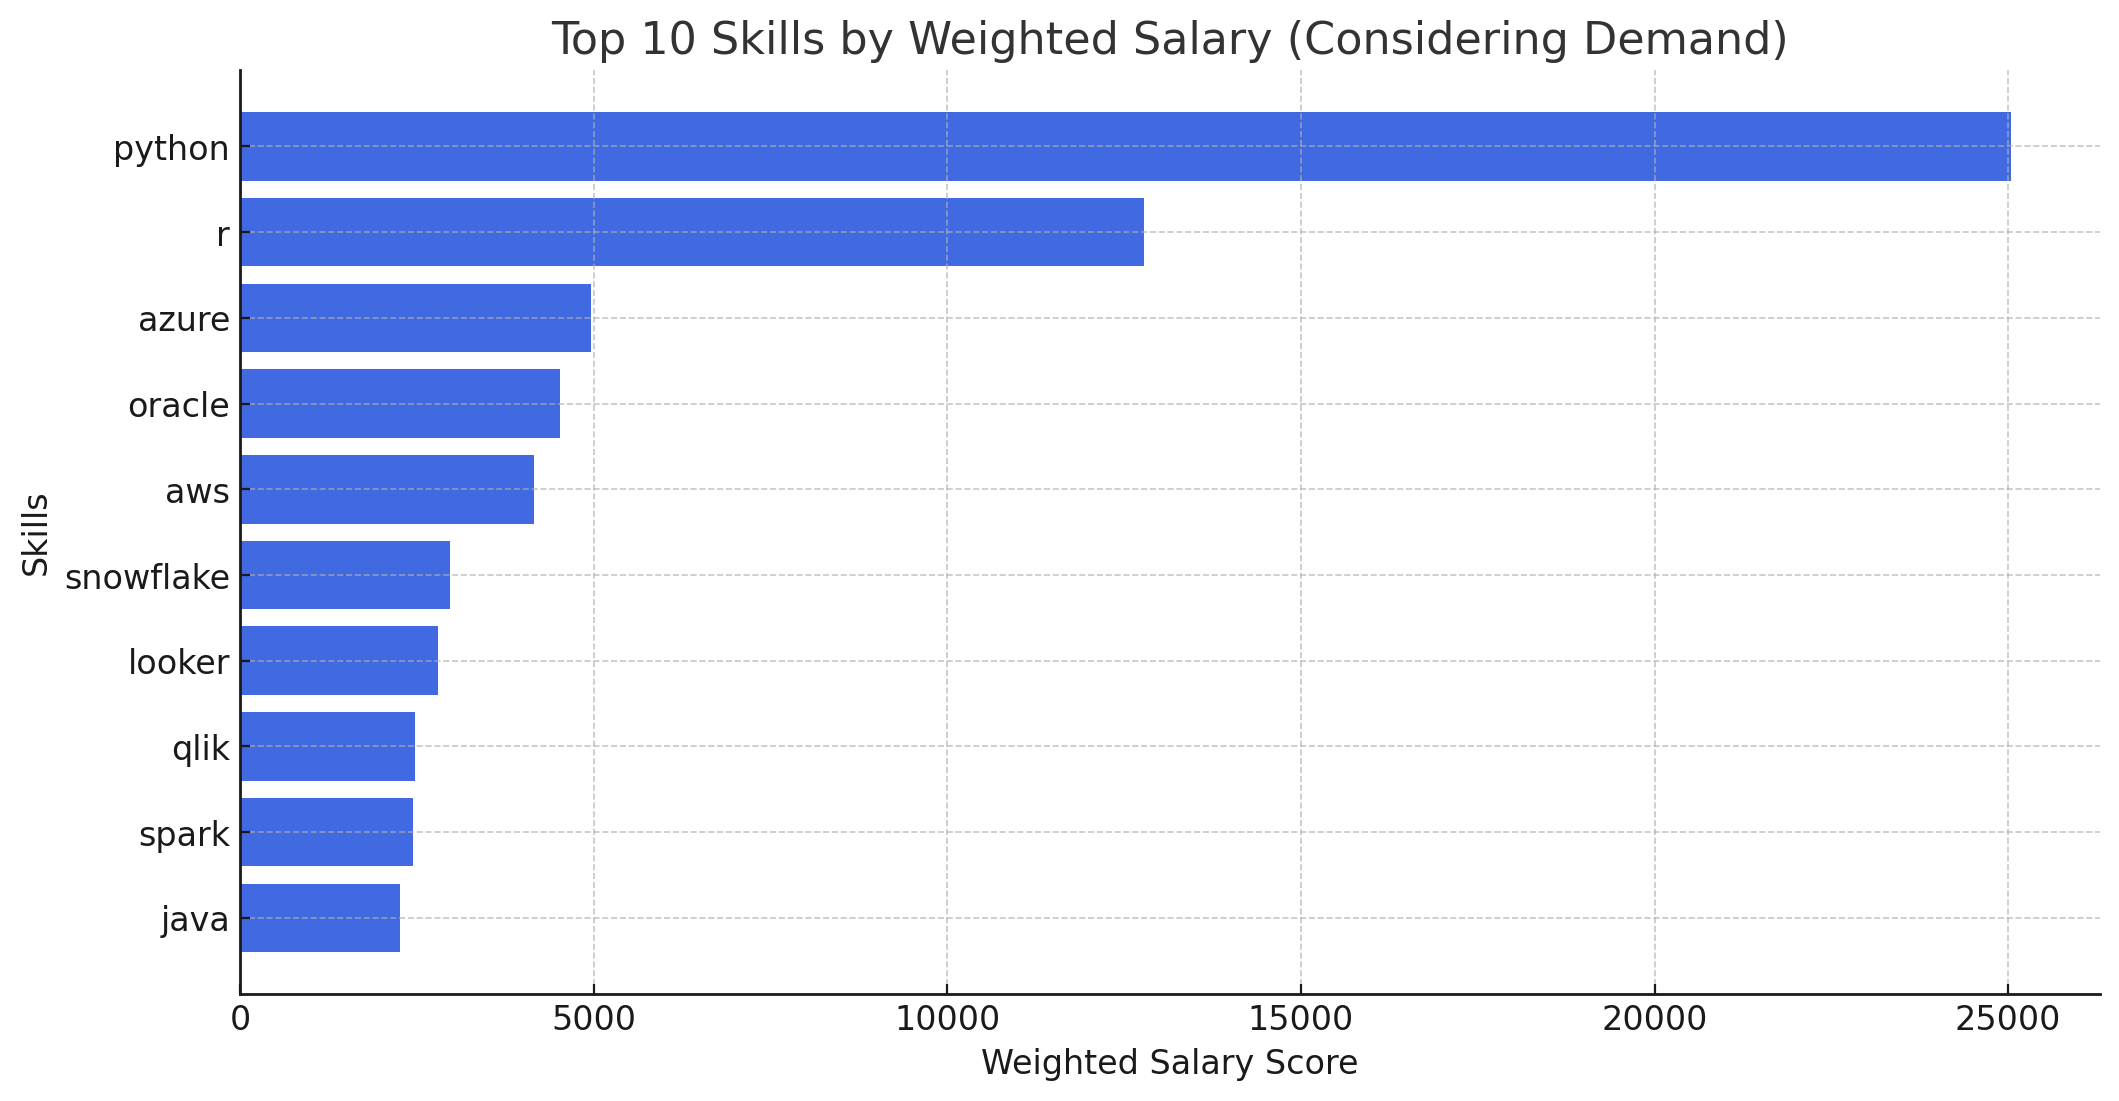 Top 10 Skills by Weighted Salary (Considering Demand)
Skills
python
r
azure
oracle
aws
snowflake
looker
qlik
spark
java
0 5000 10000 15000 20000 25000
Weighted Salary Score